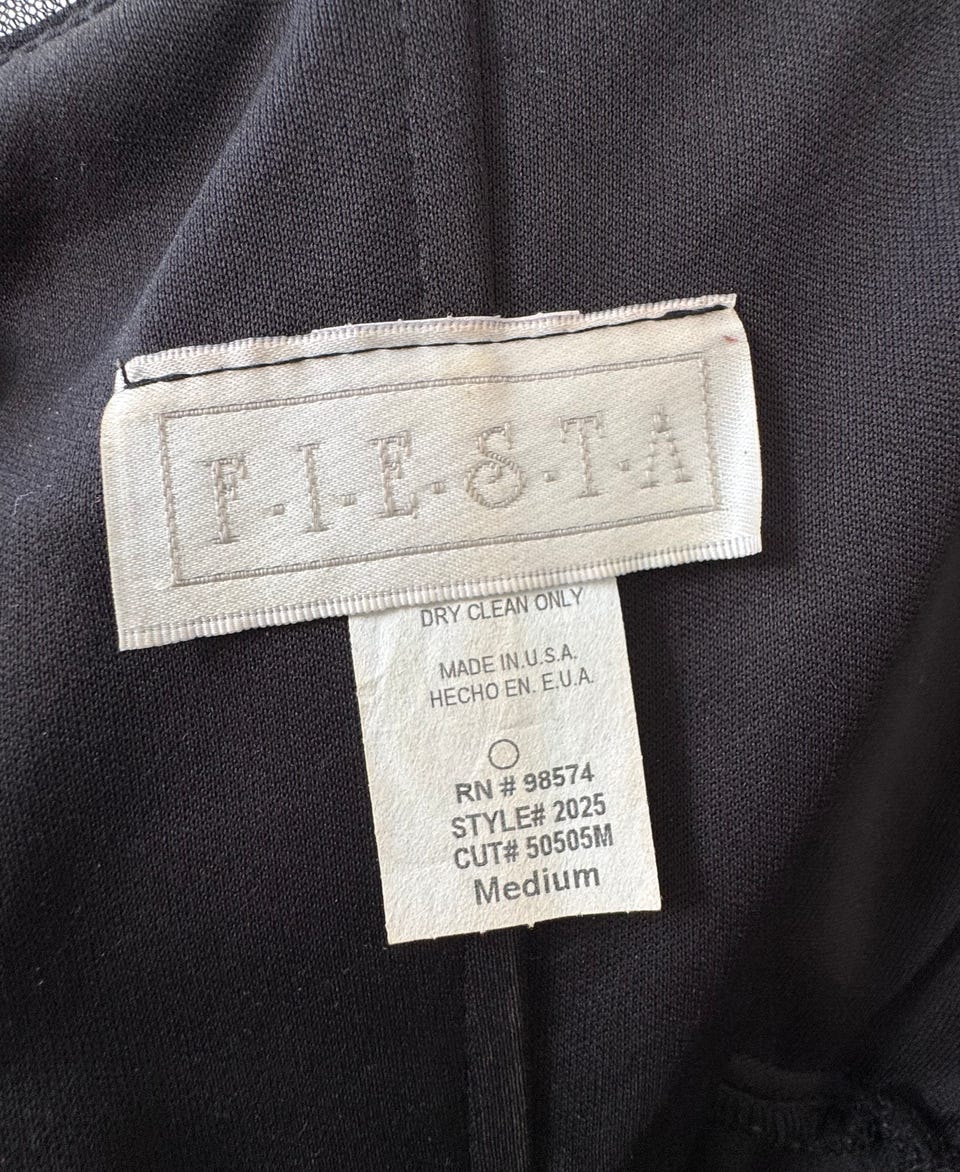 F.I.E.S.T.A
DRY CLEAN ONLY
MADE IN.U.S.A.
HECHO EN. E.U.A.
RN # 98574
STYLE# 2025
CUT# 50505M
Medium